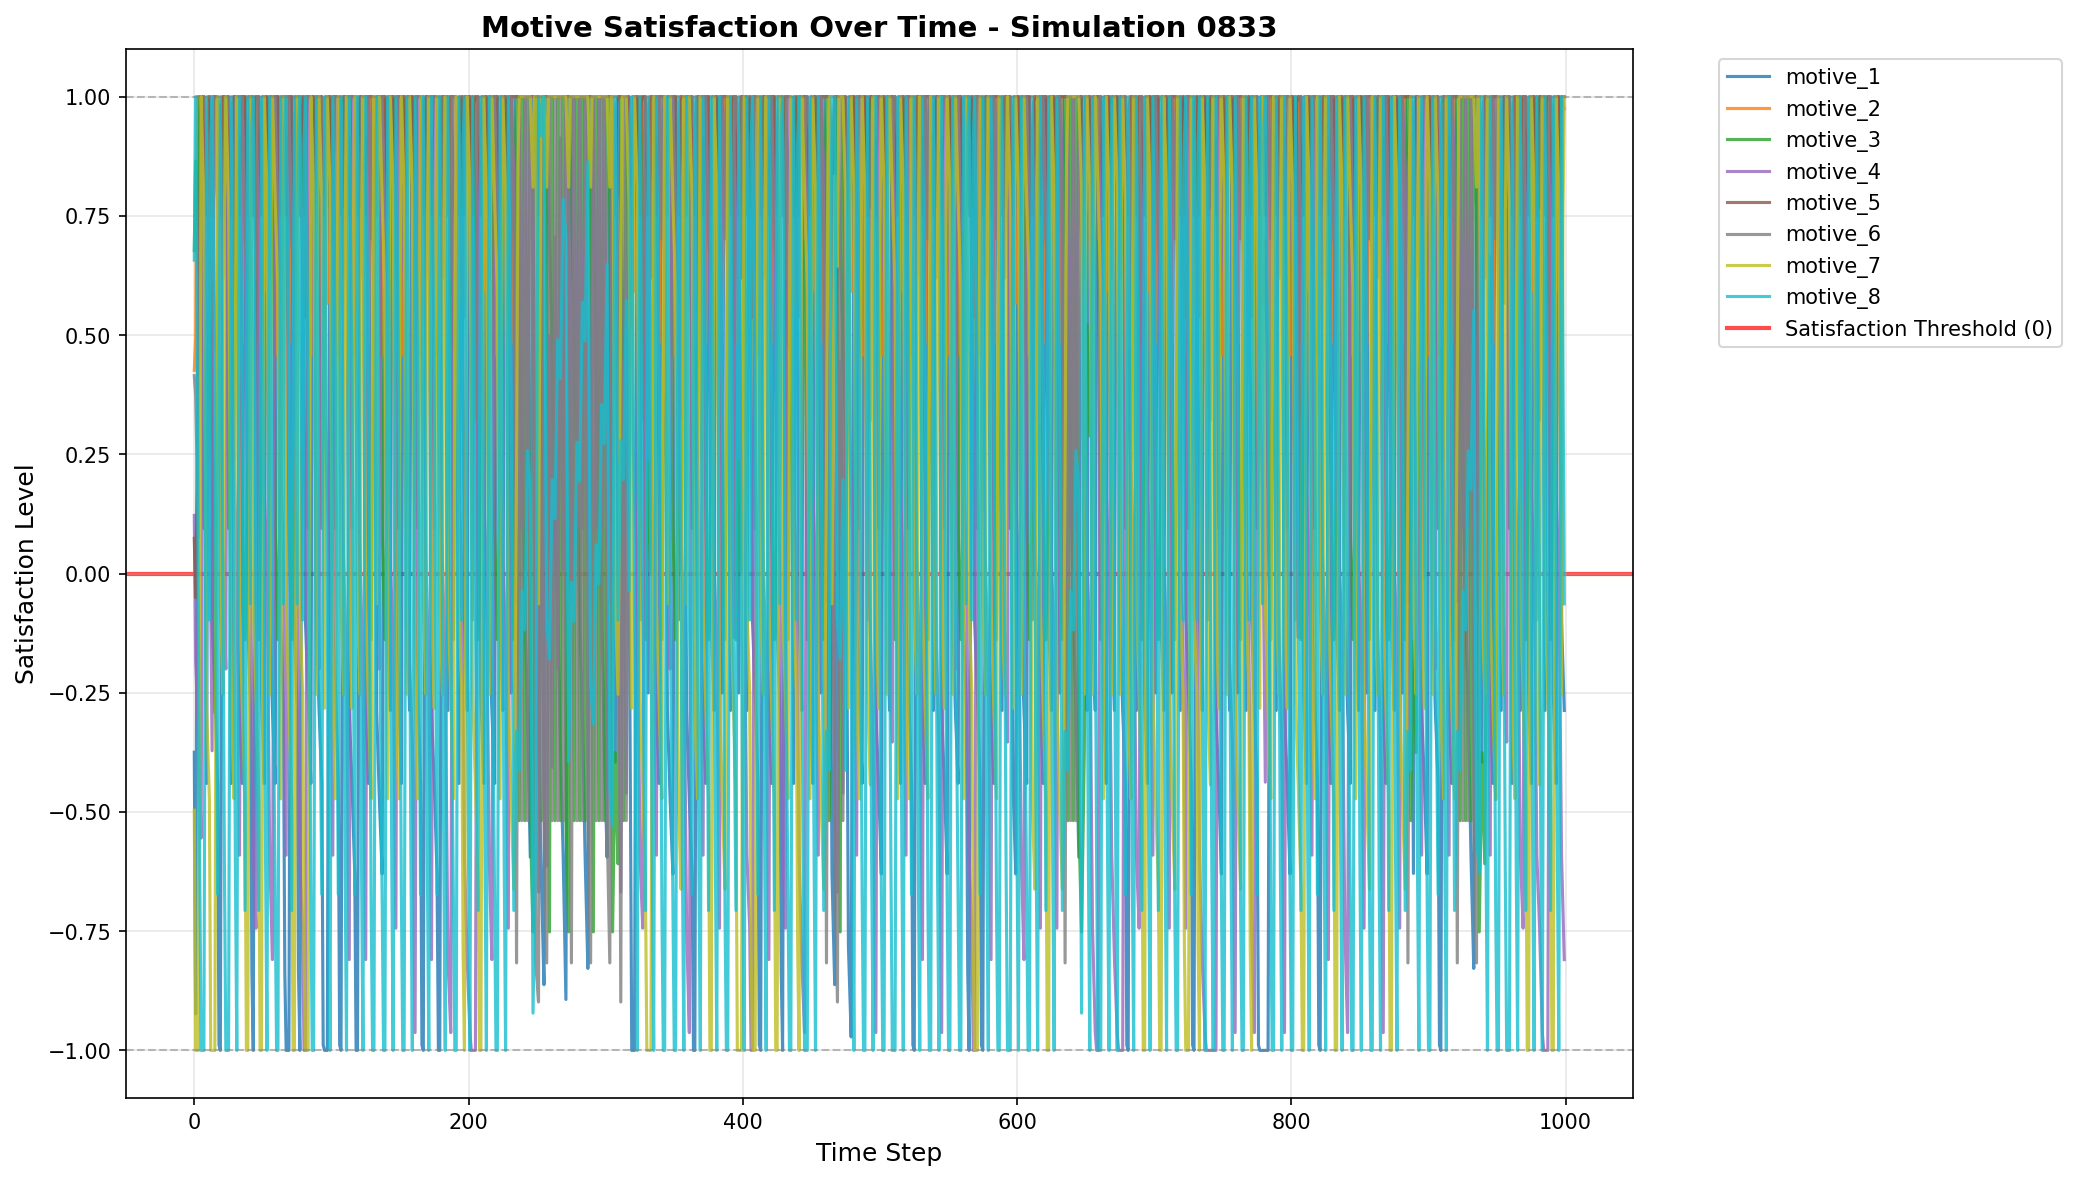 Motive Satisfaction Over Time - Simulation 0833
1.00
0.75
0.50
0.25
0.00
−0.25
−0.50
−0.75
−1.00
Satisfaction Level
0
200
400
600
800
1000
Time Step
motive_1
motive_2
motive_3
motive_4
motive_5
motive_6
motive_7
motive_8
Satisfaction Threshold (0)